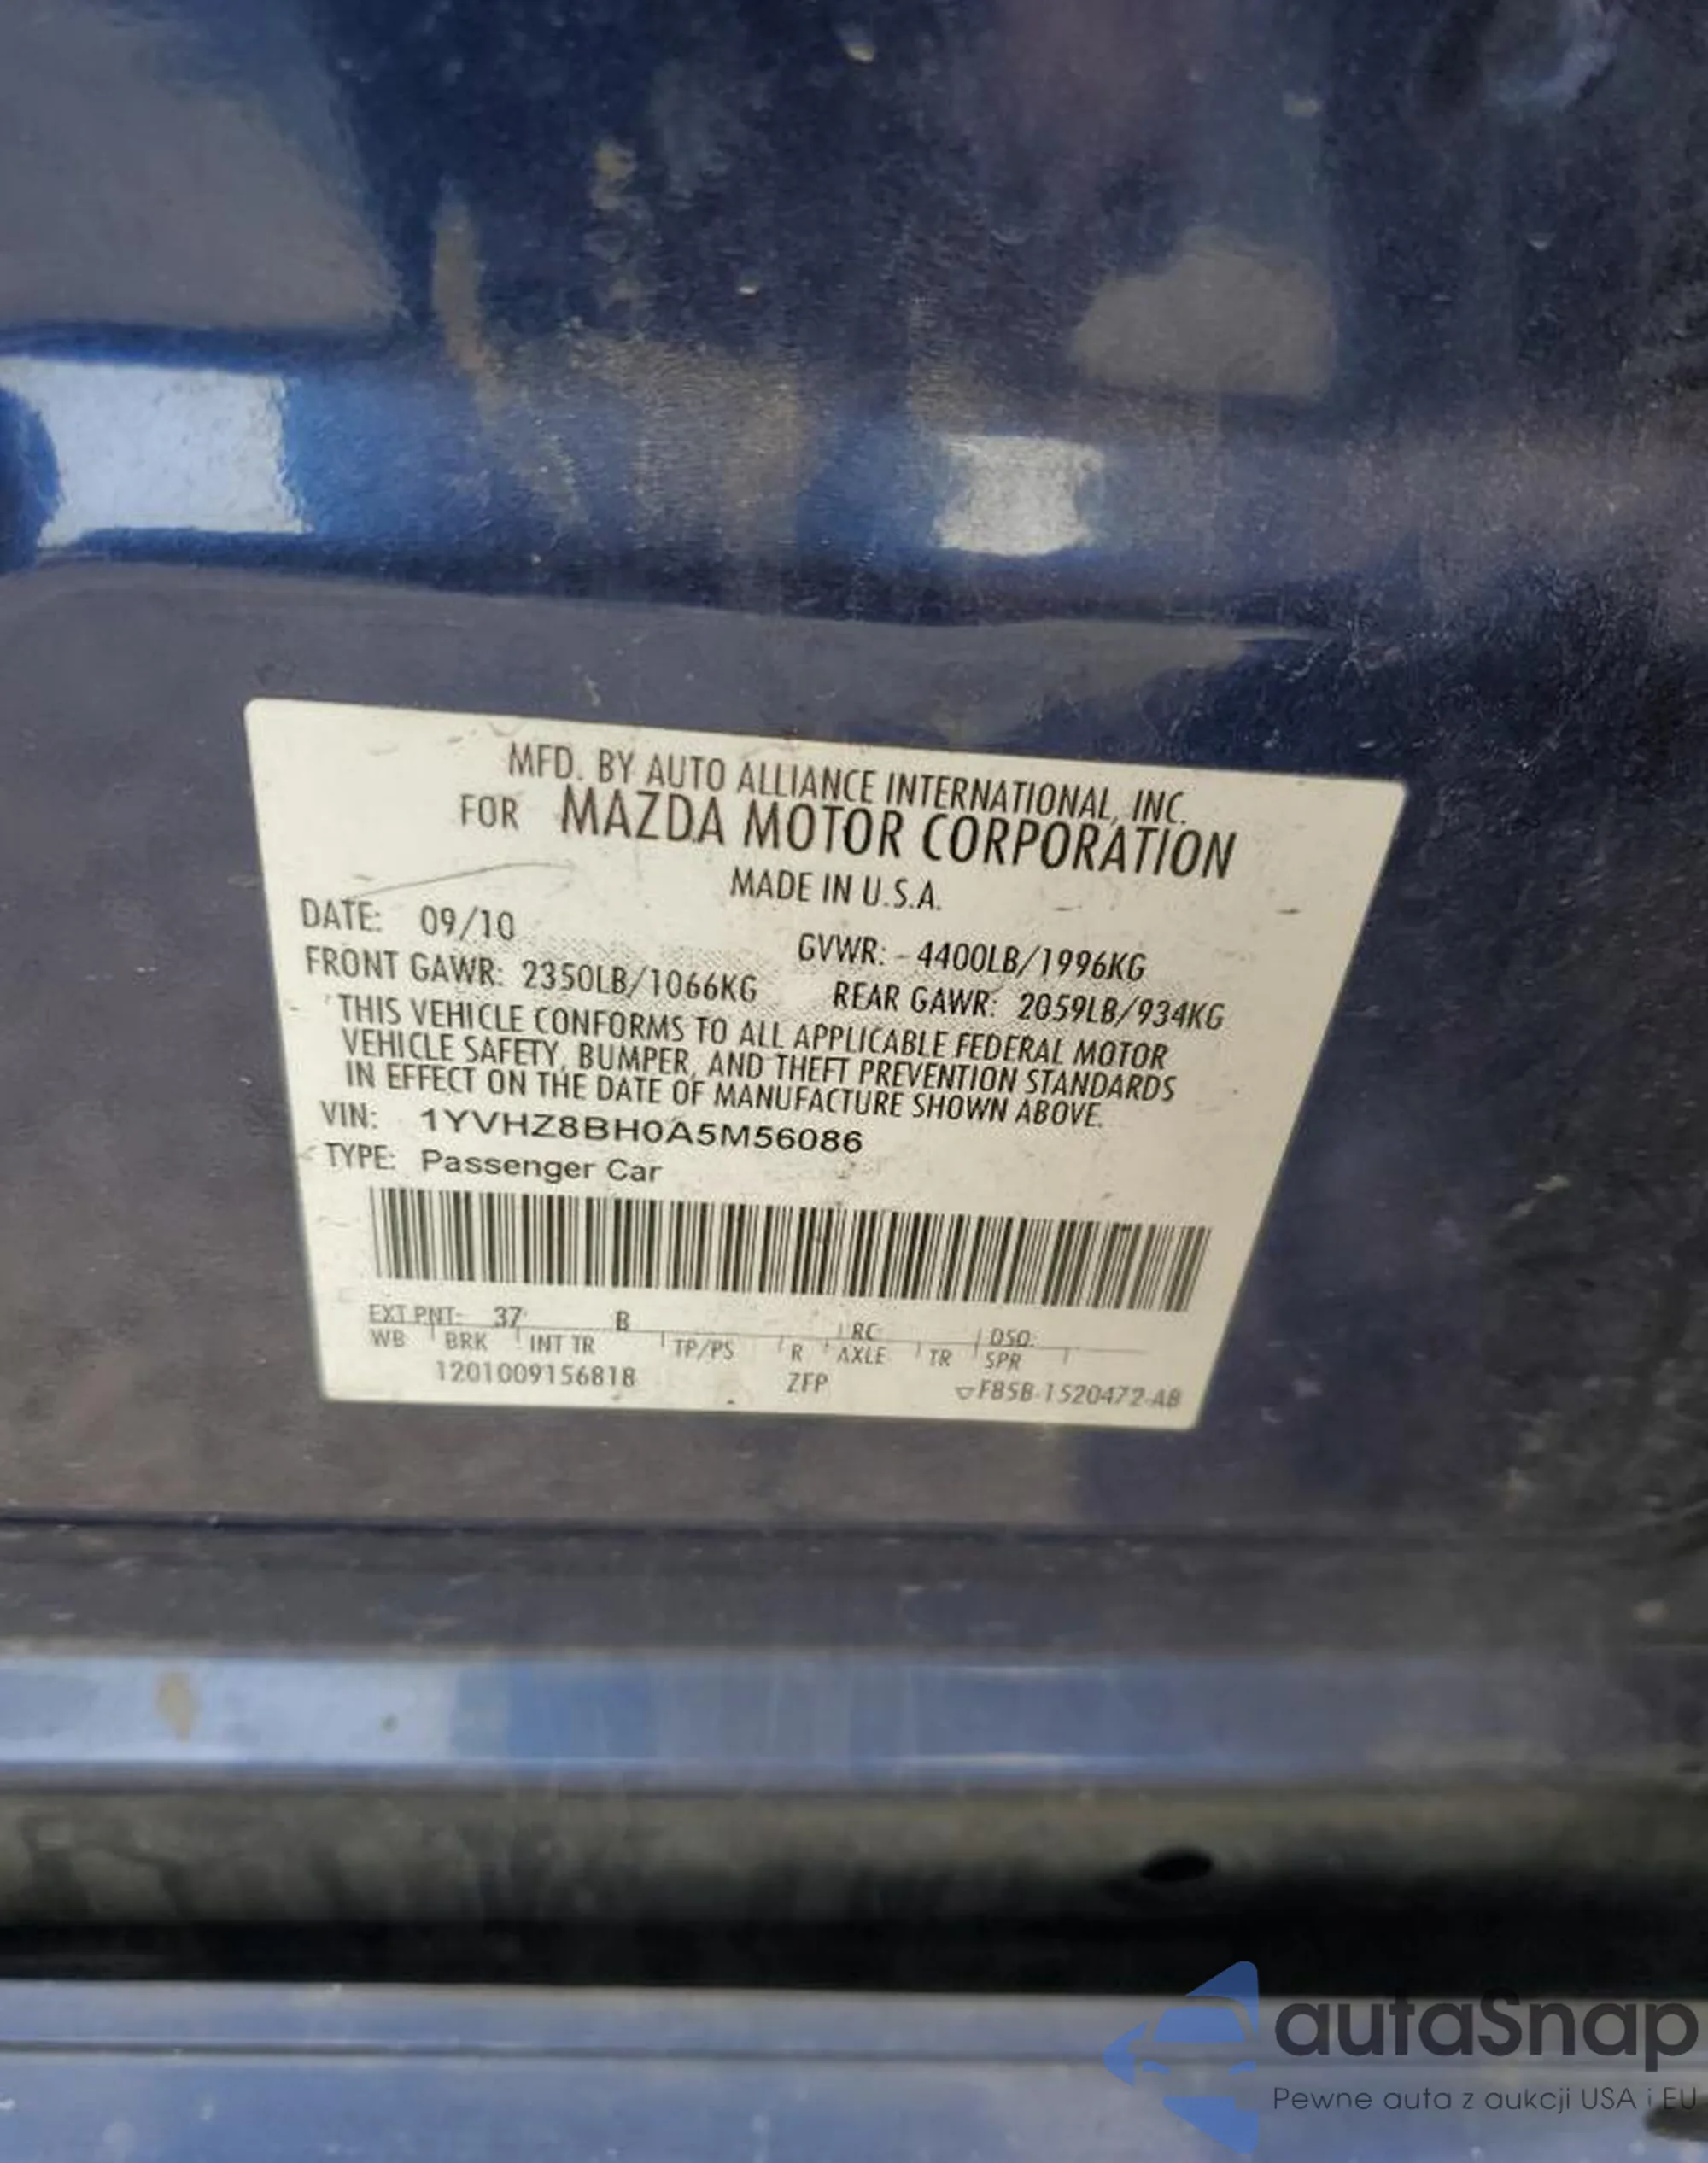 MFD. BY AUTO ALLIANCE INTERNATIONAL, INC.
FOR MAZDA MOTOR CORPORATION
MADE IN U.S.A.
DATE: 09/10 GVWR: - 4400LB/1996KG
FRONT GAWR: 2350LB/1066KG REAR GAWR: 2059LB/934KG
THIS VEHICLE CONFORMS TO ALL APPLICABLE FEDERAL MOTOR
VEHICLE SAFETY, BUMPER, AND THEFT PREVENTION STANDARDS
IN EFFECT ON THE DATE OF MANUFACTURE SHOWN ABOVE.
VIN: 1YVHZ8BH0A5M56086
TYPE: Passenger Car
EXT PNT: 37 B RC: DSO:
WB BRK INT TR TP/PS R AXLE TR SPR
1201009156818 ZFP F85B-1520472-AB
autaSnap
Pewne auta z aukcji USA i EU